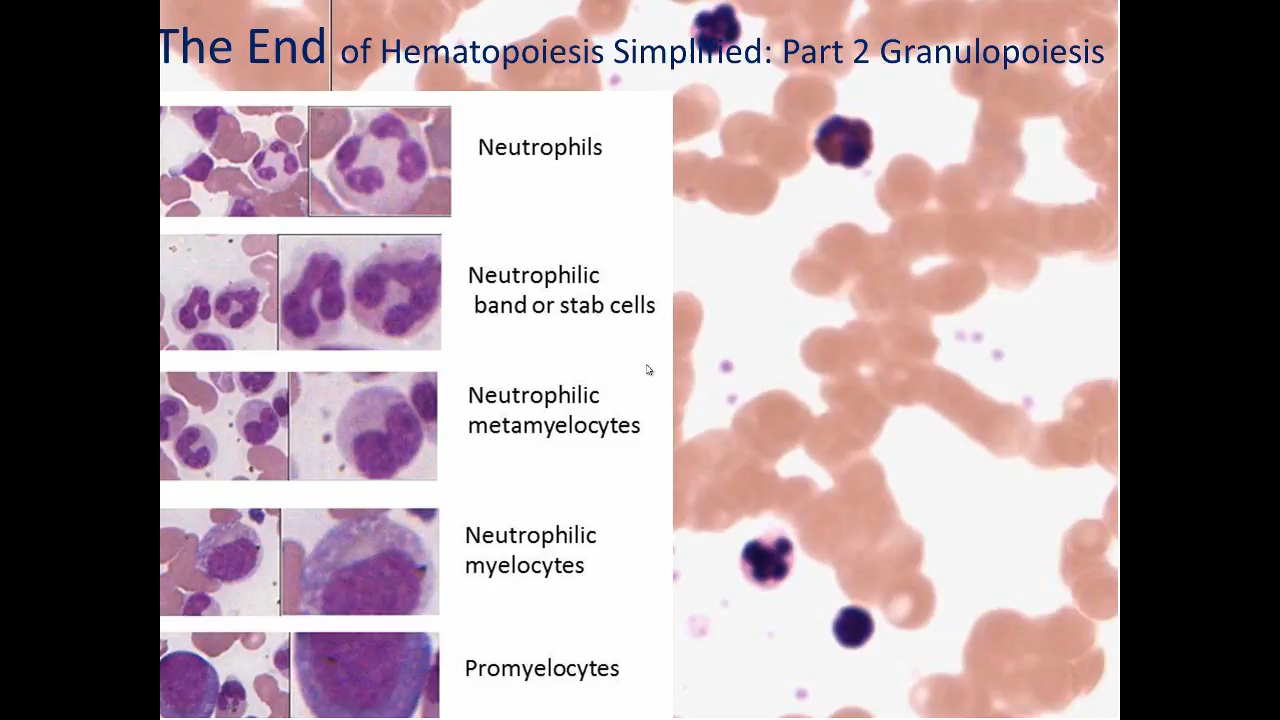 The End of Hematopoiesis Simplified: Part 2 Granulopoiesis
Neutrophils
Neutrophilic
band or stab cells
Neutrophilic
metamyelocytes
Neutrophilic
myelocytes
Promyelocytes